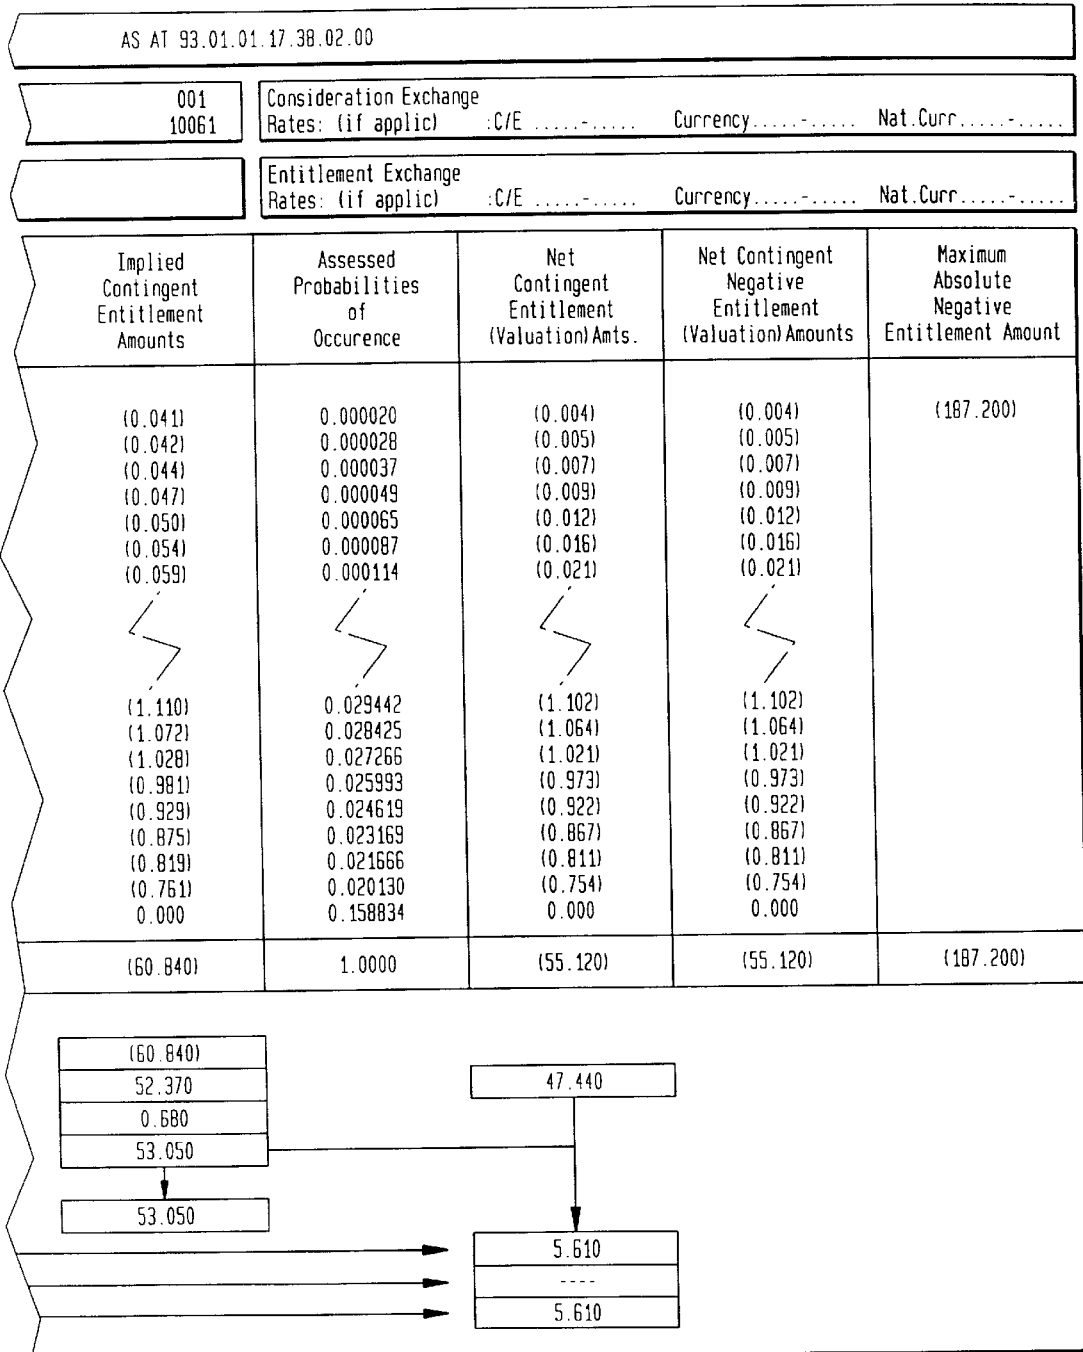 AS AT 93.01.01.17.38.02.00
001
10061
Consideration Exchange
Rates: (if applic) :C/E .....-..... Currency.....-..... Nat.Curr.....-.....
Entitlement Exchange
Rates: (if applic) :C/E .....-..... Currency.....-..... Nat.Curr.....-.....
Implied Contingent Entitlement Amounts
Assessed Probabilities of Occurence
Net Contingent Entitlement (Valuation)Amts.
Net Contingent Negative Entitlement (Valuation)Amounts
Maximum Absolute Negative Entitlement Amount
(0.041) 0.000020 (0.004) (0.004) (187.200)
(0.042) 0.000028 (0.005) (0.005)
(0.044) 0.000037 (0.007) (0.007)
(0.047) 0.000049 (0.009) (0.009)
(0.050) 0.000065 (0.012) (0.012)
(0.054) 0.000087 (0.016) (0.016)
(0.059) 0.000114 (0.021) (0.021)
(1.110) 0.029442 (1.102) (1.102)
(1.072) 0.028425 (1.064) (1.064)
(1.028) 0.027266 (1.021) (1.021)
(0.981) 0.025993 (0.973) (0.973)
(0.929) 0.024619 (0.922) (0.922)
(0.875) 0.023169 (0.867) (0.867)
(0.819) 0.021666 (0.811) (0.811)
(0.761) 0.020130 (0.754) (0.754)
0.000 0.158834 0.000 0.000
(60.840) 1.0000 (55.120) (55.120) (187.200)
(60.840)
52.370
0.680
53.050
53.050
47.440
5.610
----
5.610